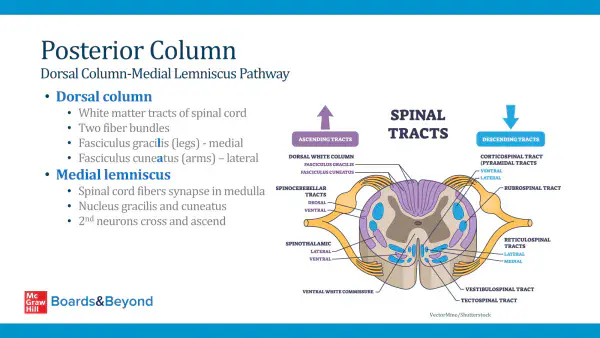 Posterior Column
Dorsal Column-Medial Lemniscus Pathway
• Dorsal column
• White matter tracts of spinal cord
• Two fiber bundles
• Fasciculus gracilis (legs) - medial
• Fasciculus cuneatus (arms) – lateral
• Medial lemniscus
• Spinal cord fibers synapse in medulla
• Nucleus gracilis and cuneatus
• 2nd neurons cross and ascend
SPINAL
TRACTS
ASCENDING TRACTS
DORSAL WHITE COLUMN
FASCICULUS GRACILIS
FASCICULUS CUNEATUS
SPINOCEREBELLAR
TRACTS
DROSAL
VENTRAL
SPINOTHALAMIC
LATERAL
VENTRAL
VENTRAL WHITE COMMISSURE
DESCENDING TRACTS
CORTICOSPINAL TRACT
(PYRAMIDAL TRACTS
VENTRAL
LATERAL
RUBROSPINAL TRACT
RETICULOSPINAL
TRACTS
LATERAL
MEDIAL
VESTIBULOSPINAL TRACT
TECTOSPINAL TRACT
VectorMine/Shutterstock
Mc
Graw
Hill
Boards&Beyond